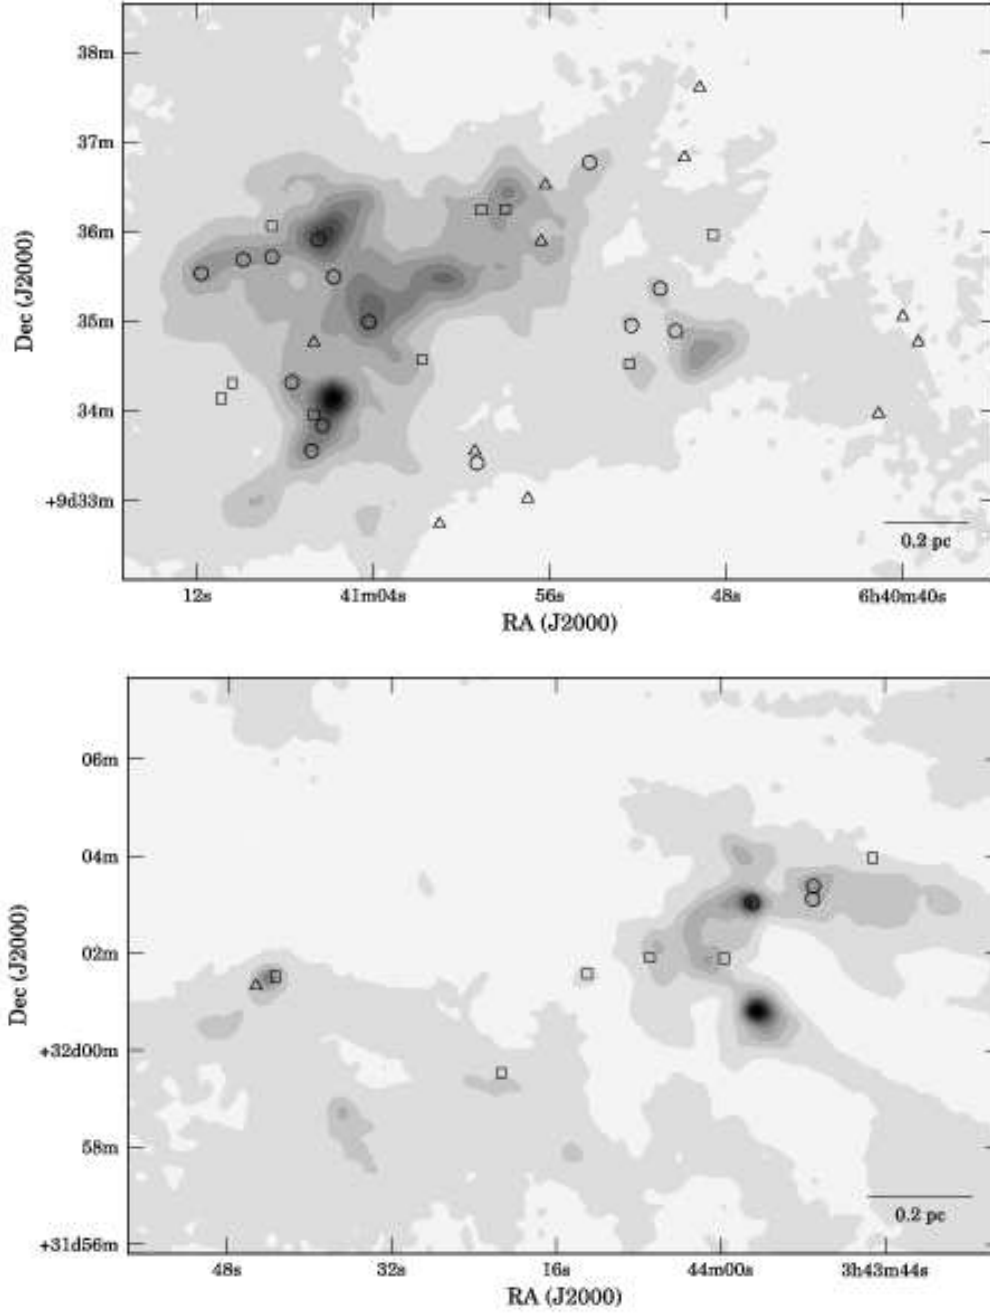 38m
37m
36m
35m
34m
+9d33m
Dec (J2000)
0.2 pc
12s
41m04s
56s
48s
6h40m40s
RA (J2000)
06m
04m
02m
+32d00m
58m
+31d56m
Dec (J2000)
0.2 pc
48s
32s
16s
44m00s
3h43m44s
RA (J2000)